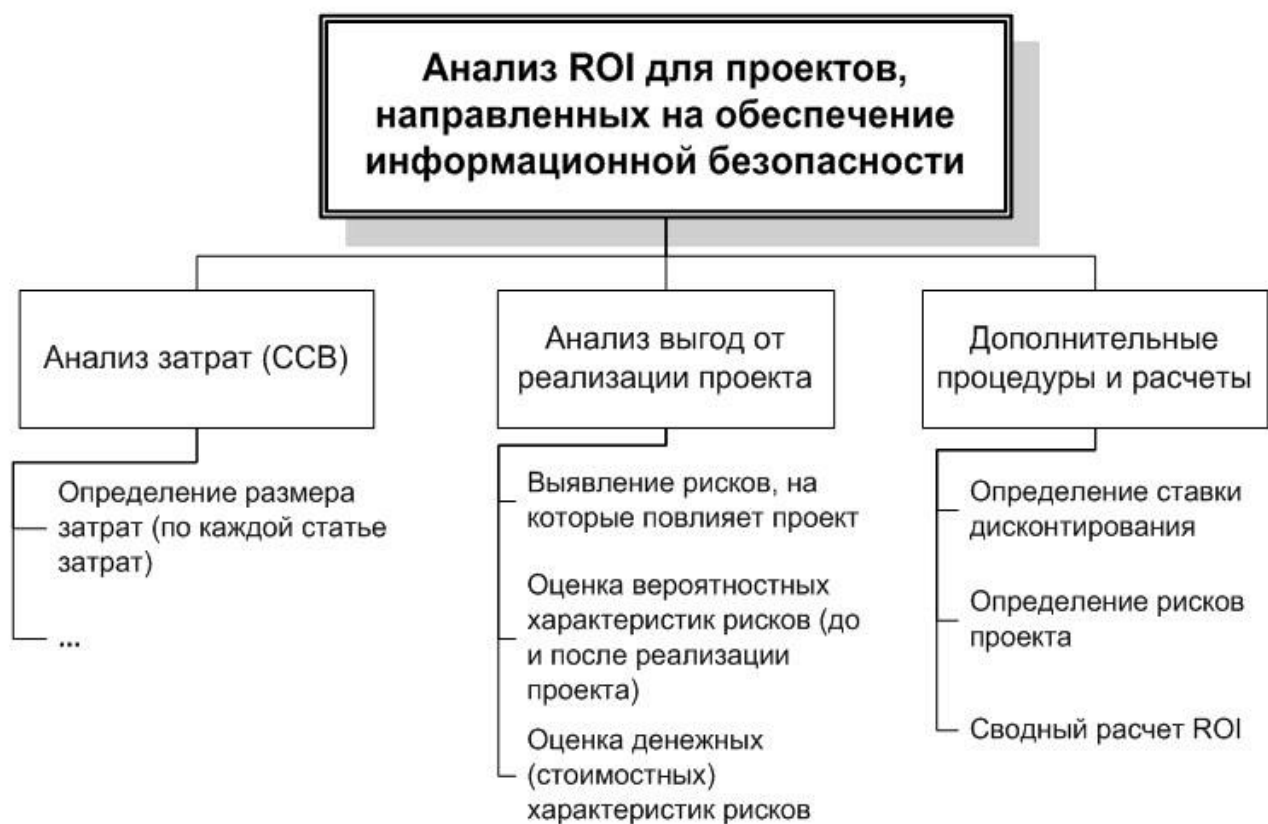 Анализ ROI для проектов,
направленных на обеспечение
информационной безопасности
Анализ затрат (ССВ)
Определение размера
затрат (по каждой статье
затрат)
...
Анализ выгод от
реализации проекта
Выявление рисков, на
которые повлияет проект
Оценка вероятностных
характеристик рисков (до
и после реализации
проекта)
Оценка денежных
(стоимостных)
характеристик рисков
Дополнительные
процедуры и расчеты
Определение ставки
дисконтирования
Определение рисков
проекта
Сводный расчет ROI